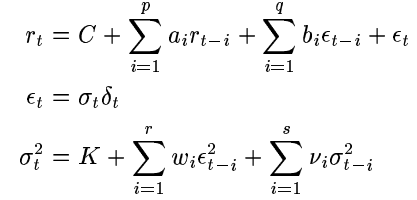 r_t = C + \sum_{i=1}^{p} a_i r_{t-i} + \sum_{i=1}^{q} b_i \epsilon_{t-i} + \epsilon_t
\epsilon_t = \sigma_t \delta_t
\sigma_t^2 = K + \sum_{i=1}^{r} w_i \epsilon_{t-i}^2 + \sum_{i=1}^{s} \nu_i \sigma_{t-i}^2